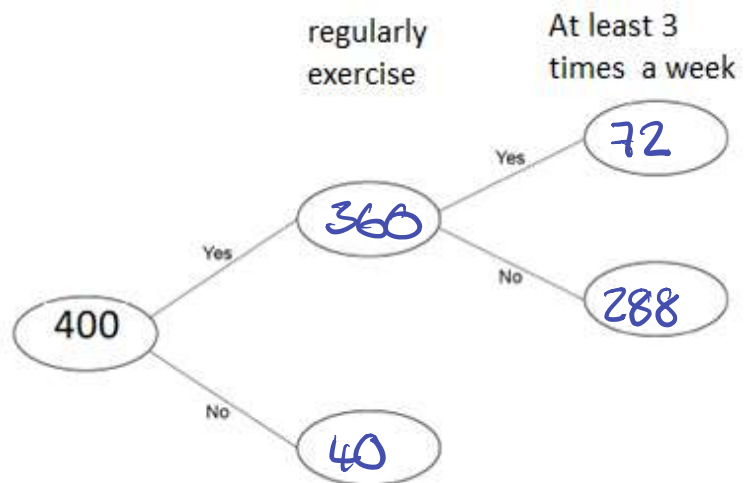 regularly
exercise
At least 3
times a week
72
Yes
360
Yes
No
288
400
No
40